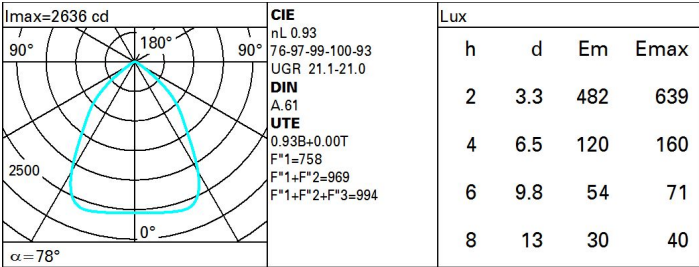 Imax=2636 cd
90°
180°
90°
2500
0°
α=78°
CIE
nL 0.93
76-97-99-100-93
UGR 21.1-21.0
DIN
A.61
UTE
0.93B+0.00T
F"1=758
F"1+F"2=969
F"1+F"2+F"3=994
Lux
h d Em Emax
2 3.3 482 639
4 6.5 120 160
6 9.8 54 71
8 13 30 40